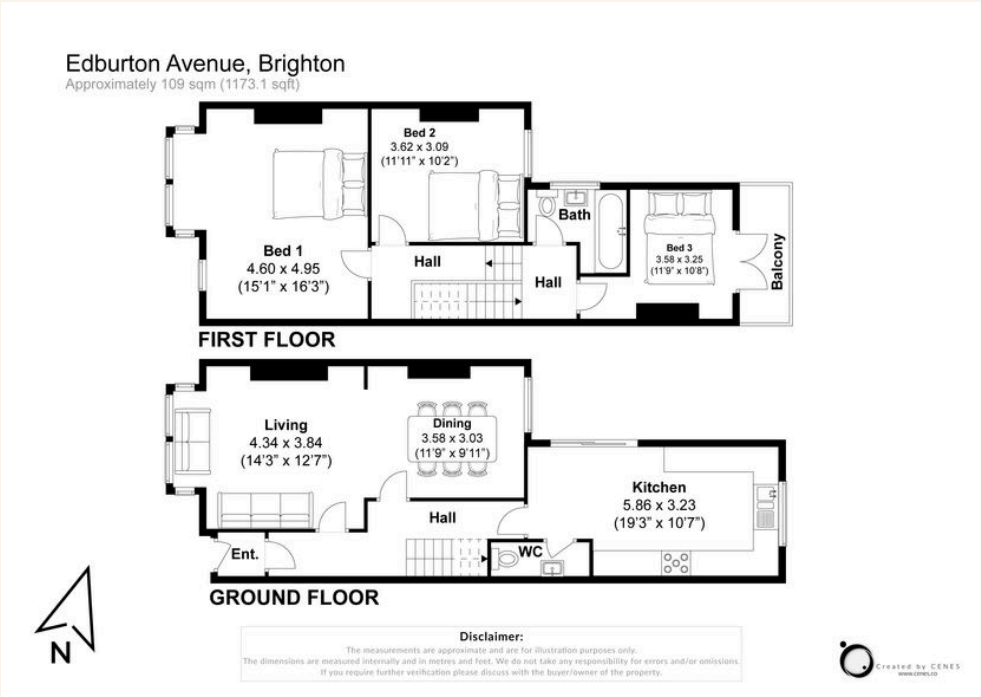 Edburton Avenue, Brighton
Approximately 109 sqm (1173.1 sqft)
Bed 1
4.60 x 4.95
(15'1" x 16'3")
Bed 2
3.62 x 3.09
(11'11" x 10'2")
Hall
Bath
Hall
Bed 3
3.58 x 3.25
(11'9" x 10'8")
Balcony
FIRST FLOOR
Living
4.34 x 3.84
(14'3" x 12'7")
Dining
3.58 x 3.03
(11'9" x 9'11")
Kitchen
5.86 x 3.23
(19'3" x 10'7")
Hall
Ent.
WC
GROUND FLOOR
N
Disclaimer:
The measurements are approximate and are for illustration purposes only.
The dimensions are measured internally and in metres and feet. We do not take any responsibility for errors and/or omissions.
If you require further verification please discuss with the buyer/owner of the property.
Created by CENES
www.cenes.co